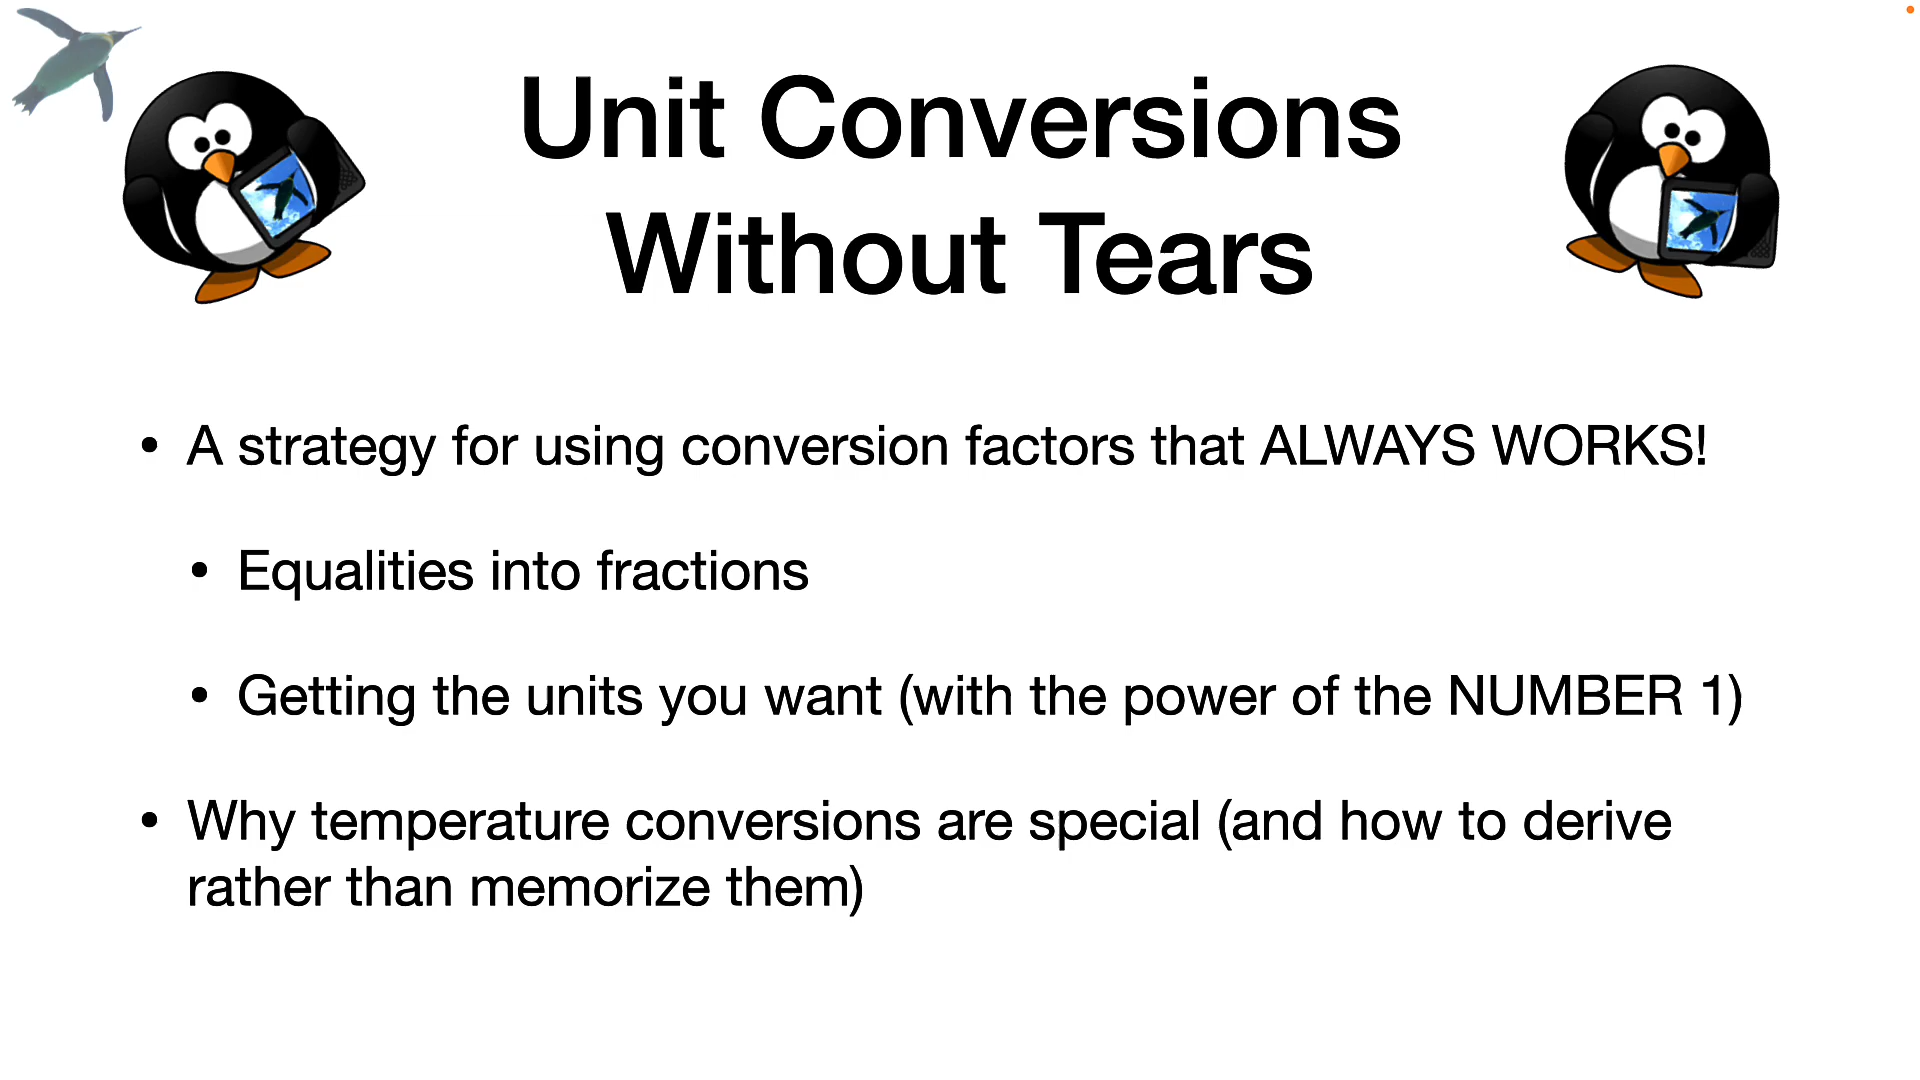 Unit Conversions
Without Tears
• A strategy for using conversion factors that ALWAYS WORKS!
• Equalities into fractions
• Getting the units you want (with the power of the NUMBER 1)
• Why temperature conversions are special (and how to derive
rather than memorize them)